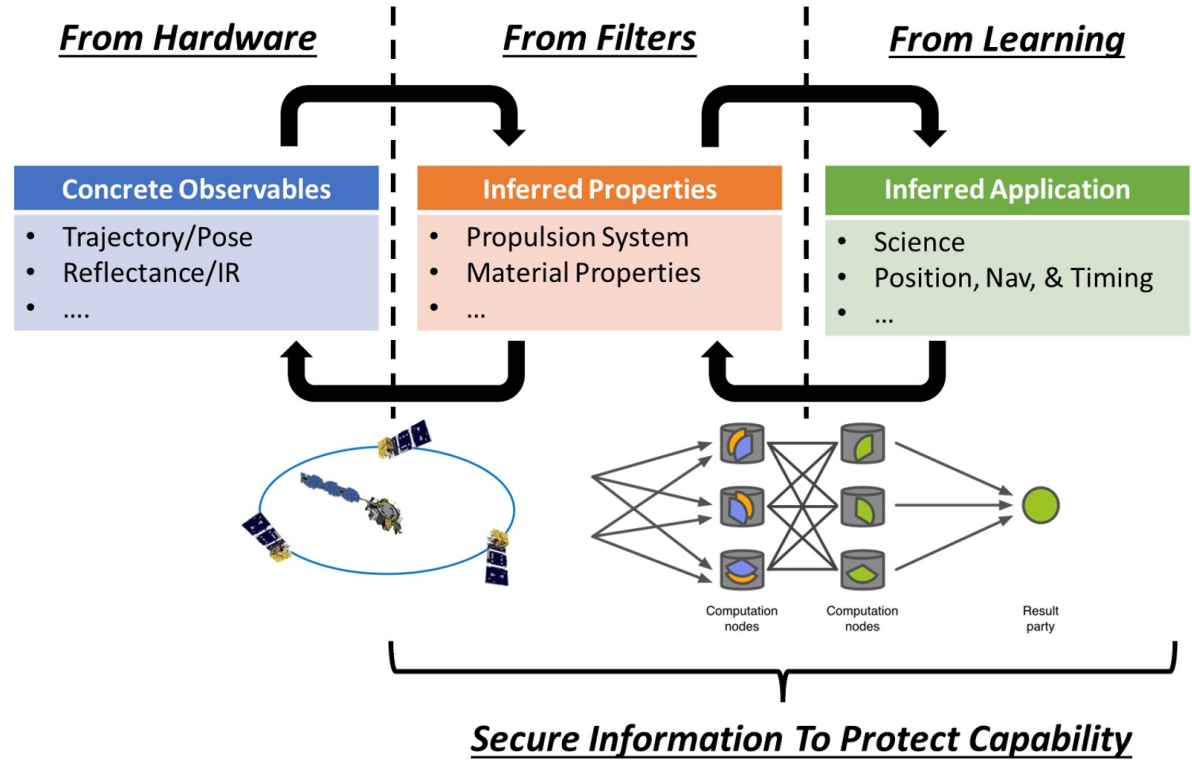 From Hardware
From Filters
From Learning
Concrete Observables
• Trajectory/Pose
• Reflectance/IR
• ....
Inferred Properties
• Propulsion System
• Material Properties
• ...
Inferred Application
• Science
• Position, Nav, & Timing
• ...
Computation
nodes
Computation
nodes
Result
party
Secure Information To Protect Capability